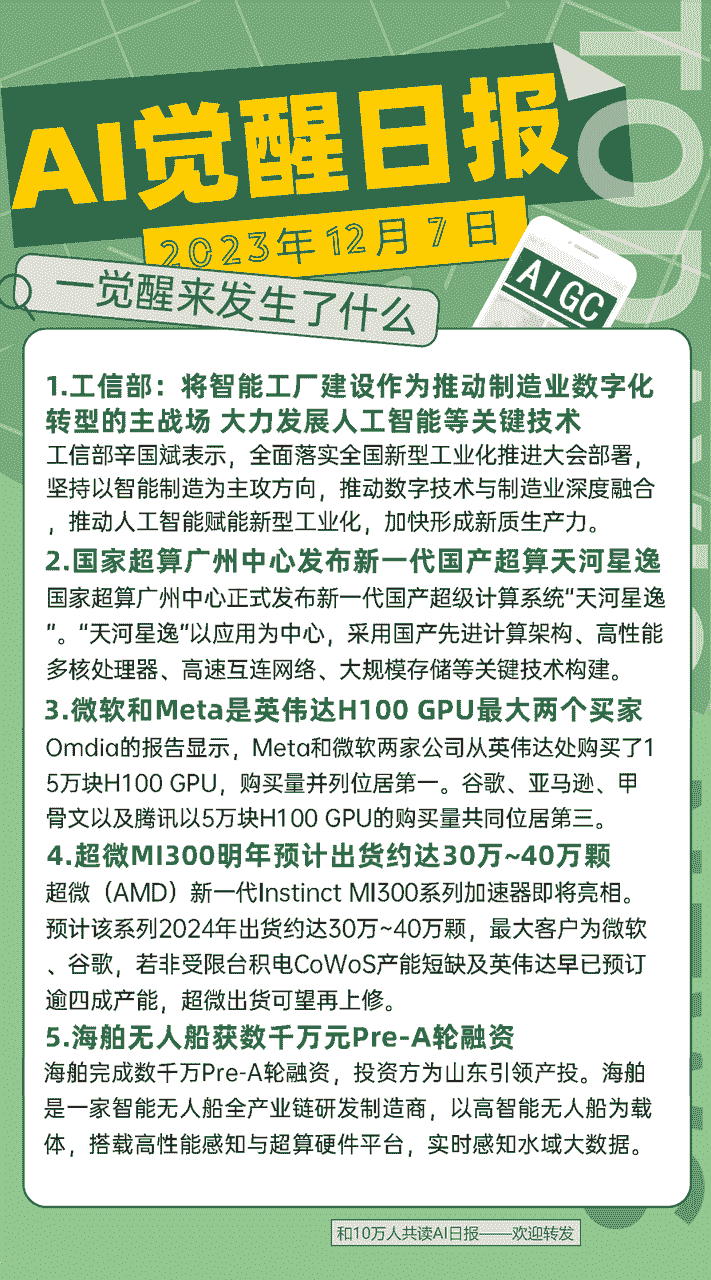 AI觉醒日报
2023年12月7日
一觉醒来发生了什么
AIGC
1.工信部：将智能工厂建设作为推动制造业数字化
转型的主战场 大力发展人工智能等关键技术
工信部辛国斌表示，全面落实全国新型工业化推进大会部署，
坚持以智能制造为主攻方向，推动数字技术与制造业深度融合
，推动人工智能赋能新型工业化，加快形成新质生产力。
2.国家超算广州中心发布新一代国产超算天河星逸
国家超算广州中心正式发布新一代国产超级计算系统“天河星逸
”。“天河星逸”以应用为中心，采用国产先进计算架构、高性能
多核处理器、高速互连网络、大规模存储等关键技术构建。
3.微软和Meta是英伟达H100 GPU最大两个买家
Omdia的报告显示，Meta和微软两家公司从英伟达处购买了1
5万块H100 GPU，购买量并列位居第一。谷歌、亚马逊、甲
骨文以及腾讯以5万块H100 GPU的购买量共同位居第三。
4.超微MI300明年预计出货约达30万~40万颗
超微（AMD）新一代Instinct MI300系列加速器即将亮相。
预计该系列2024年出货约达30万~40万颗，最大客户为微软
、谷歌，若非受限台积电CoWoS产能短缺及英伟达早已预订
逾四成产能，超微出货可望再上修。
5.海舶无人船获数千万元Pre-A轮融资
海舶完成数千万Pre-A轮融资，投资方为山东引领产投。海舶
是一家智能无人船全产业链研发制造商，以高智能无人船为载
体，搭载高性能感知与超算硬件平台，实时感知水域大数据。
和10万人共读AI日报——欢迎转发